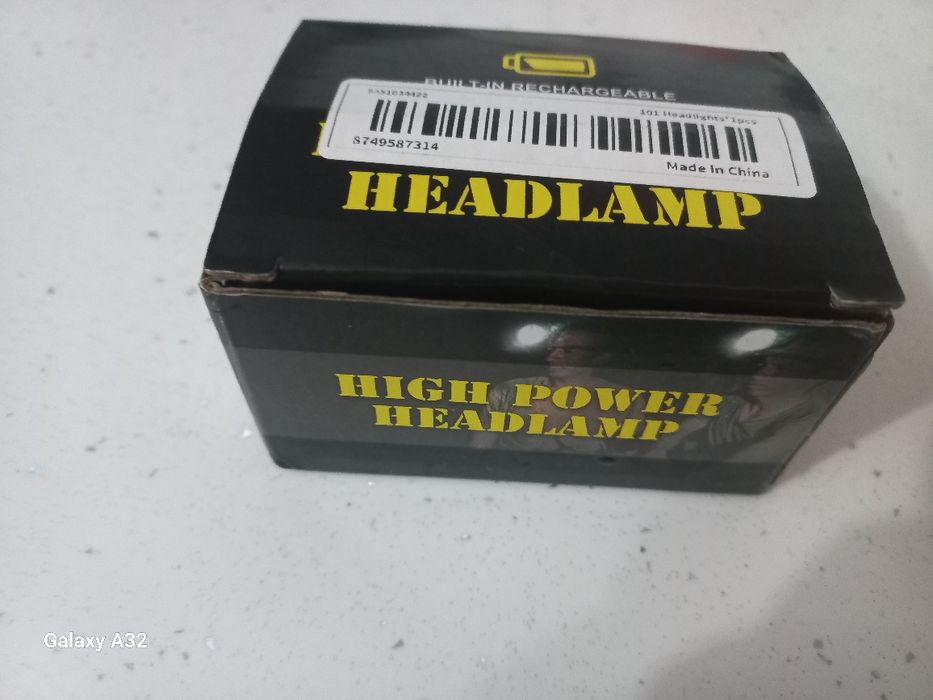 BUILT-IN RECHARGEABLE
101 Headlights*1pcs
8749587314
Made In China
HEADLAMP
HIGH POWER
HEADLAMP
Galaxy A32